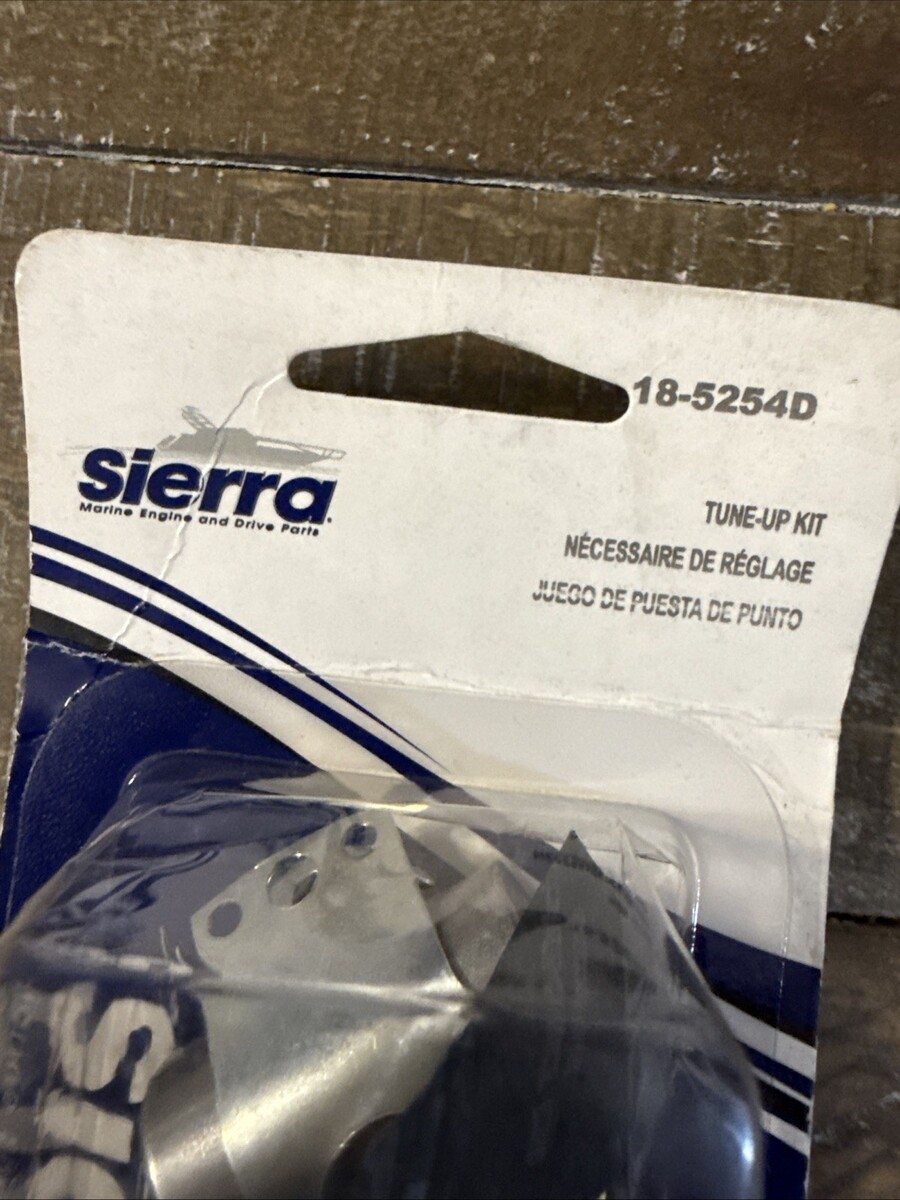 18-5254D
Sierra
Marine Engine and Drive Parts
TUNE-UP KIT
NÉCESSAIRE DE RÉGLAGE
JUEGO DE PUESTA DE PUNTO